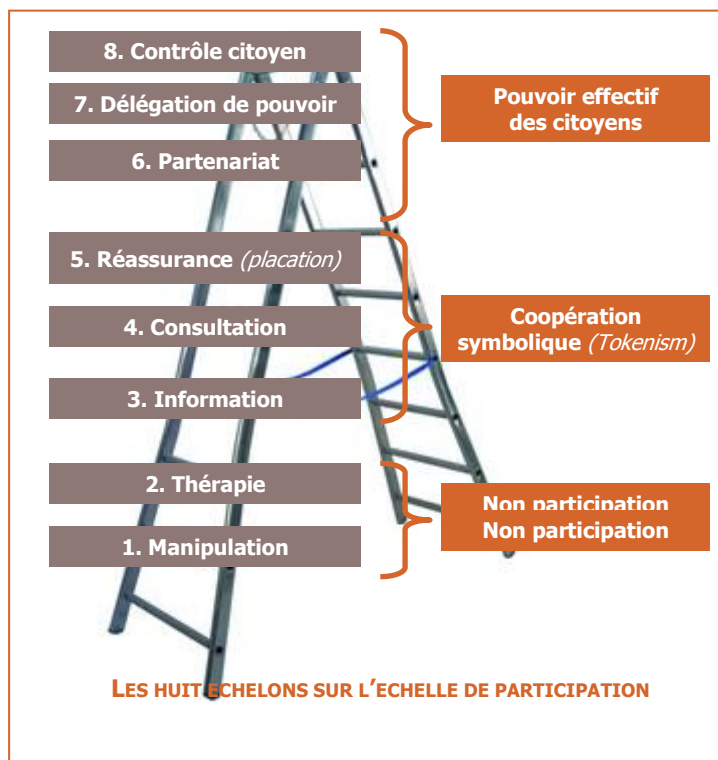 8. Contrôle citoyen
7. Délégation de pouvoir
6. Partenariat
Pouvoir effectif
des citoyens
5. Réassurance (placation)
4. Consultation
3. Information
Coopération
symbolique (Tokenism)
2. Thérapie
1. Manipulation
Non participation
Non participation
LES HUIT ECHELONS SUR L'ECHELLE DE PARTICIPATION